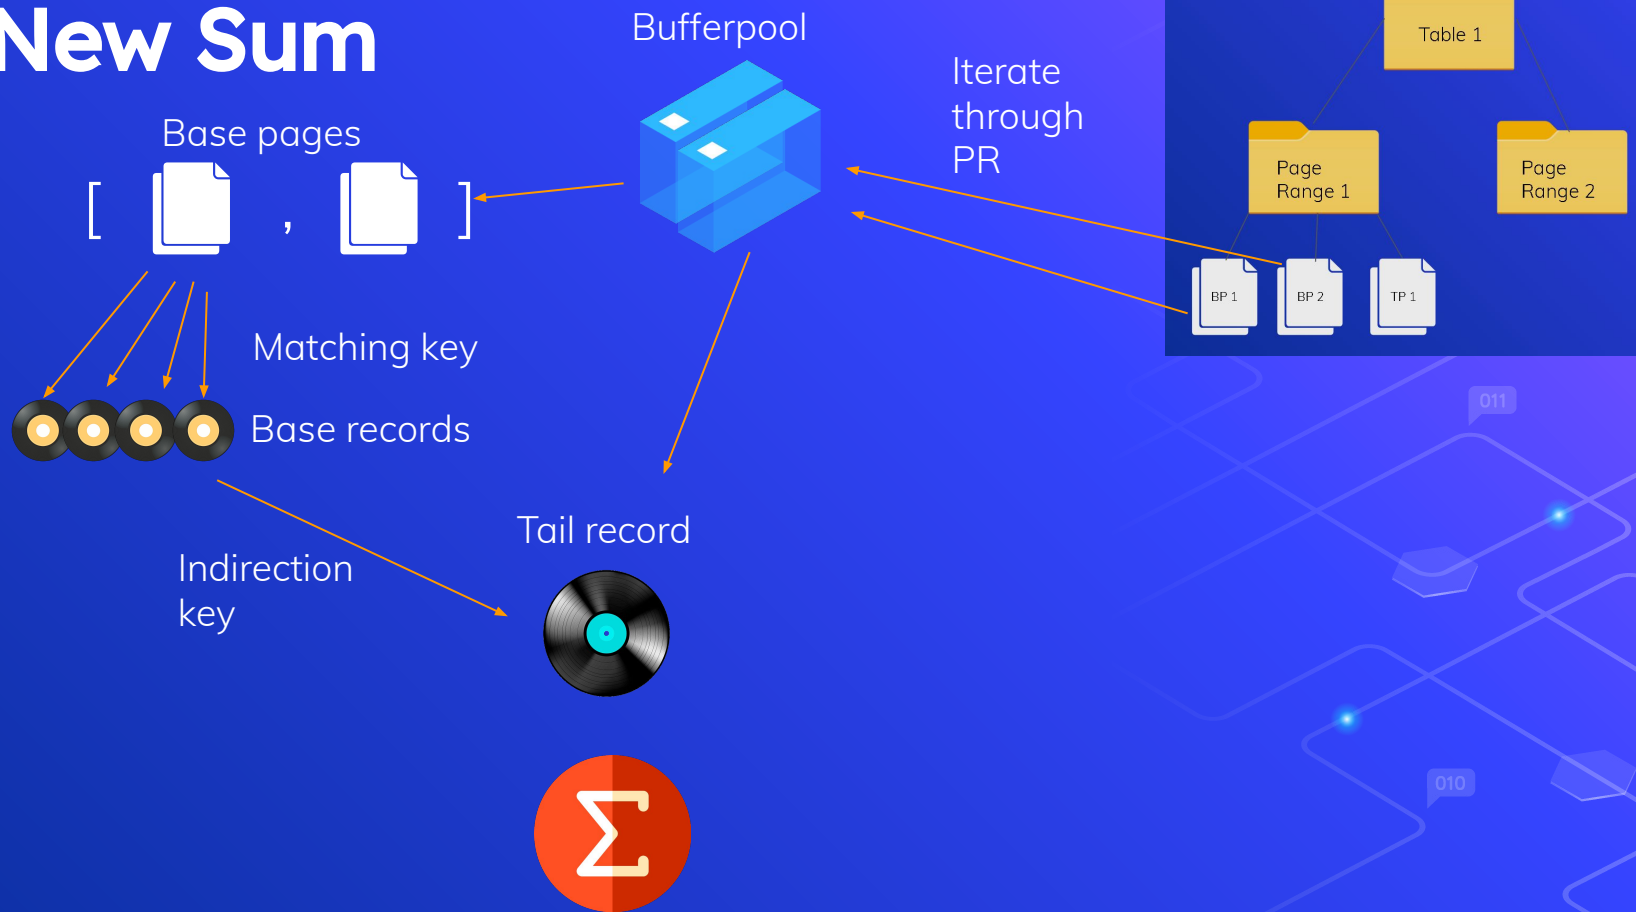 New Sum
Bufferpool
Iterate
through
PR
Base pages
[ , ]
Matching key
Base records
Indirection
key
Tail record
Σ
Table 1
Page
Range 1
Page
Range 2
BP 1
BP 2
TP 1
011
010